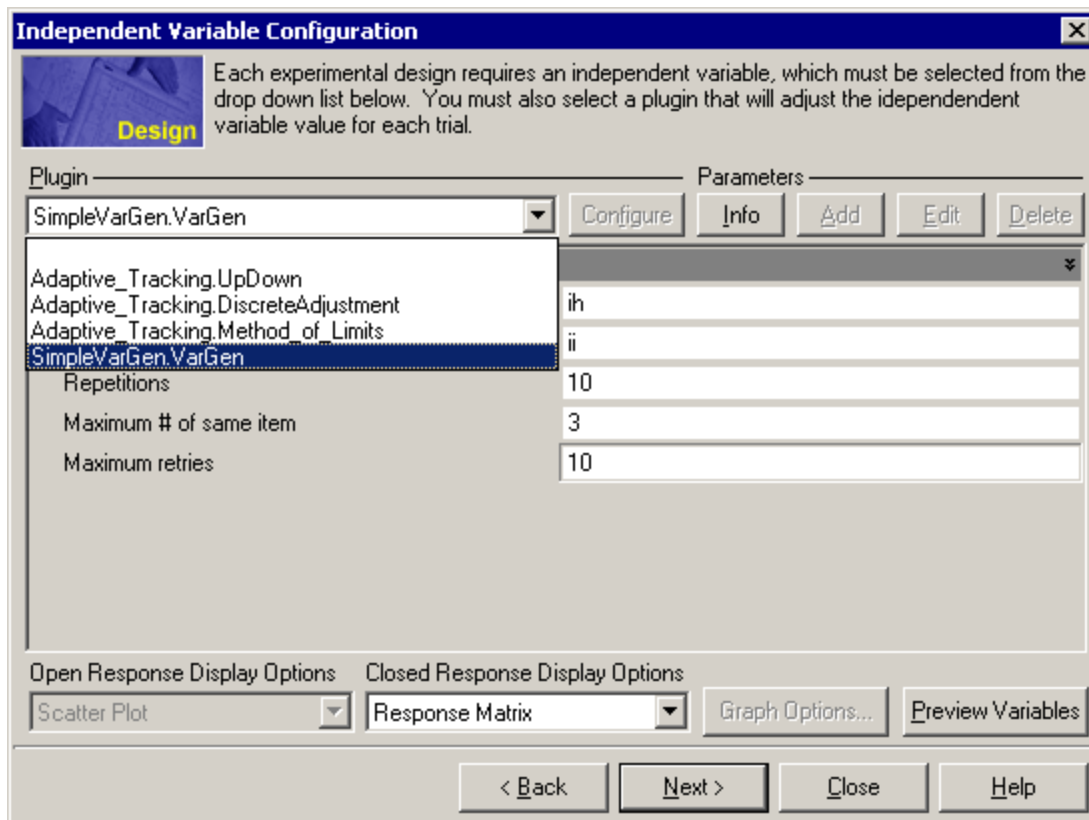 Independent Variable Configuration
Each experimental design requires an independent variable, which must be selected from the
drop down list below. You must also select a plugin that will adjust the idependendent
variable value for each trial.
Design
Plugin
Parameters
SimpleVarGen.VarGen
Configure
Info
Add
Edit
Delete
Adaptive_Tracking.UpDown
Adaptive_Tracking.DiscreteAdjustment
Adaptive_Tracking.Method_of_Limits
SimpleVarGen.VarGen
ih
ii
Repetitions
10
Maximum # of same item
3
Maximum retries
10
Open Response Display Options
Closed Response Display Options
Scatter Plot
Response Matrix
Graph Options...
Preview Variables
< Back
Next >
Close
Help